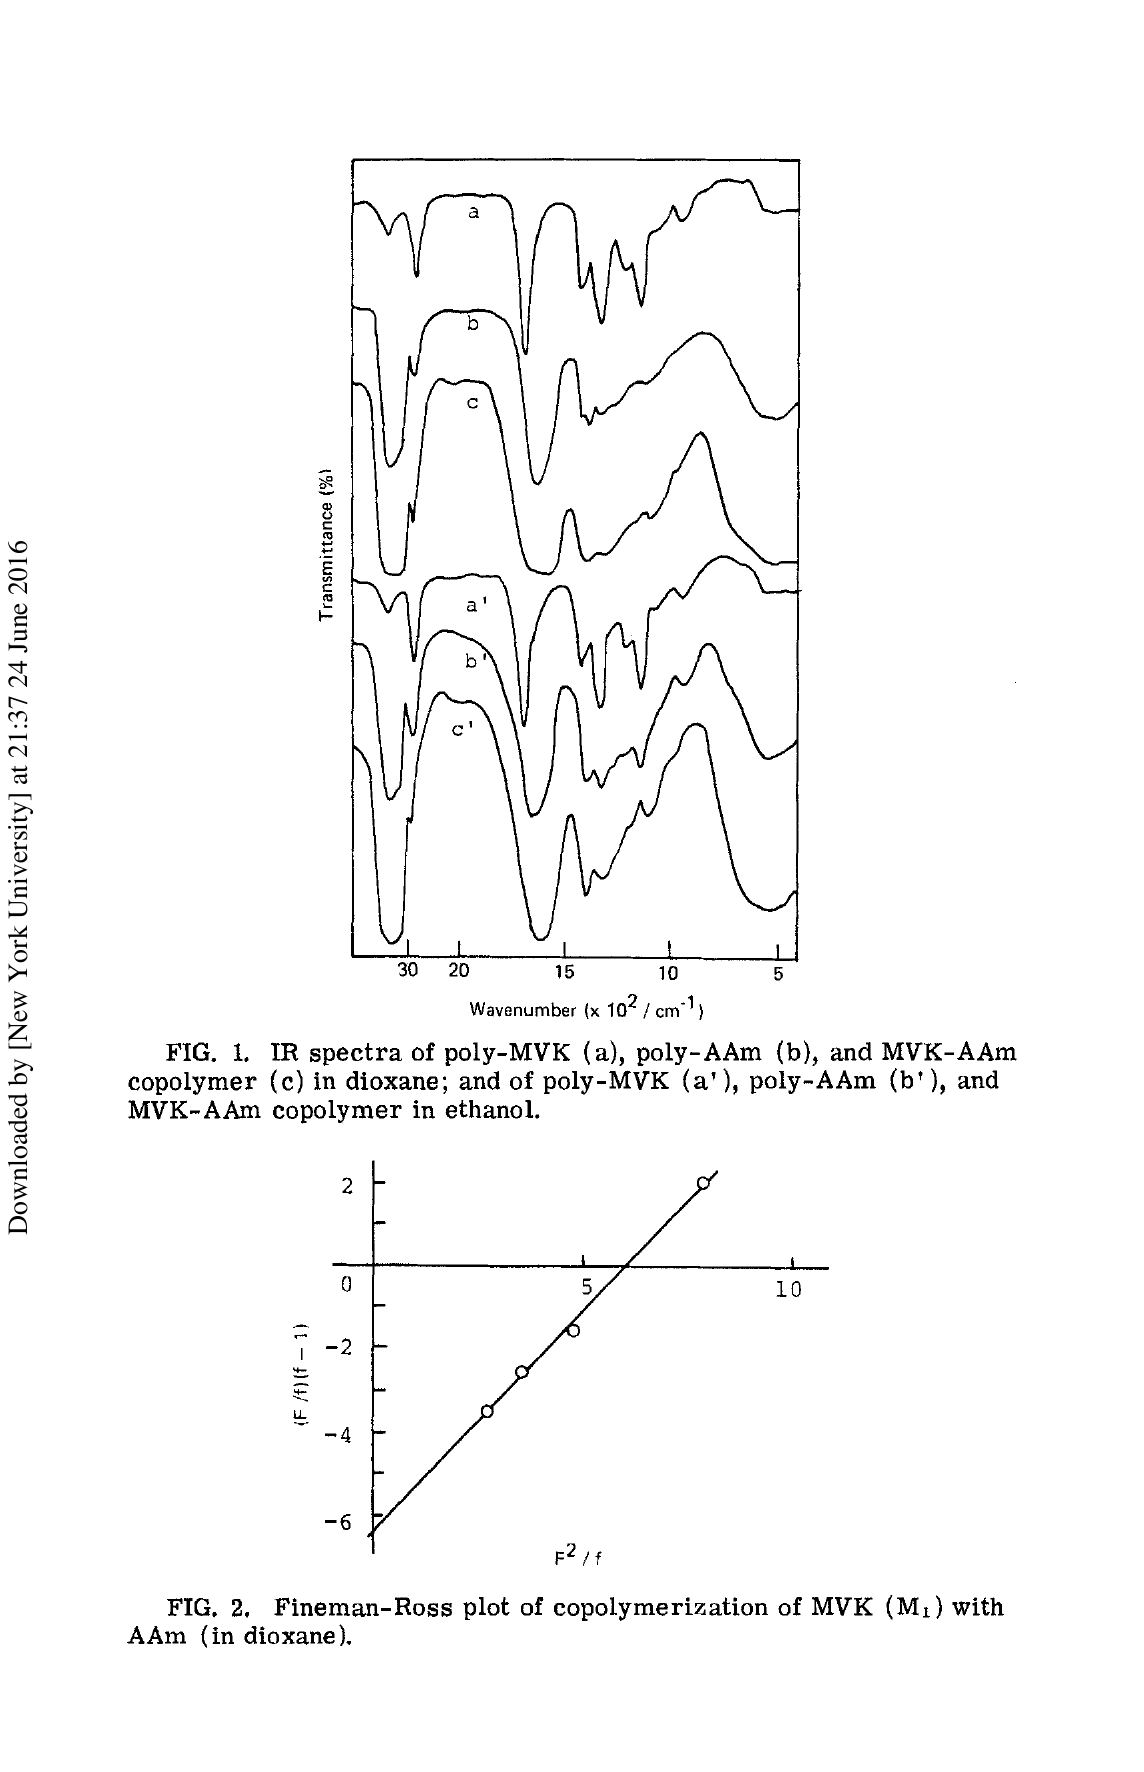 a
b
c
a'
b'
c'
Transmittance (%)
30 20 15 10 5
Wavenumber (x 10² / cm⁻¹)
FIG. 1. IR spectra of poly-MVK (a), poly-AAm (b), and MVK-AAm
copolymer (c) in dioxane; and of poly-MVK (a'), poly-AAm (b'), and
MVK-AAm copolymer in ethanol.
2
0 5 10
-2
-4
-6
(F/f)(f - 1)
F² / f
FIG. 2. Fineman-Ross plot of copolymerization of MVK (M₁) with
AAm (in dioxane).
Downloaded by [New York University] at 21:37 24 June 2016